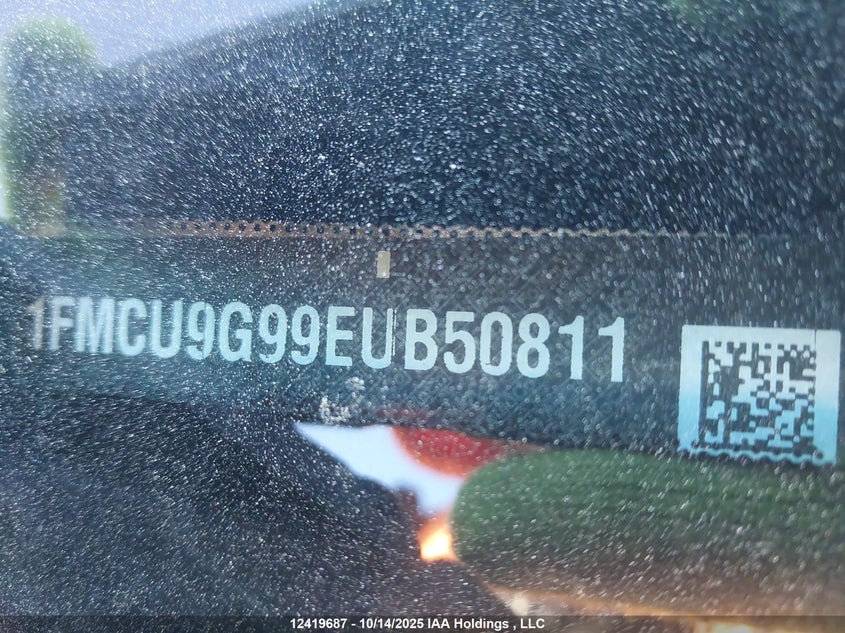 1FMCU9G99EUB50811
12419687 - 10/14/2025 IAA Holdings , LLC